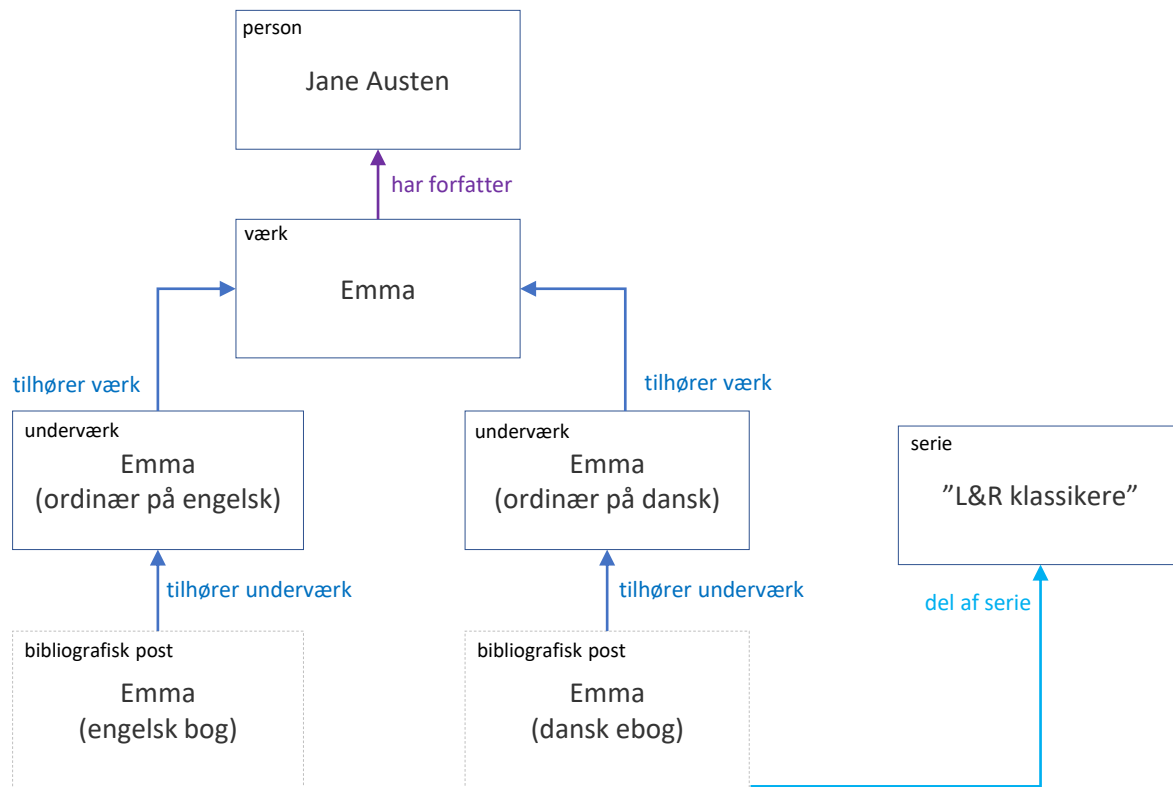 person
Jane Austen
har forfatter
værk
Emma
tilhører værk
tilhører værk
underværk
Emma
(ordinær på engelsk)
underværk
Emma
(ordinær på dansk)
serie
”L&R klassikere”
tilhører underværk
tilhører underværk
del af serie
bibliografisk post
Emma
(engelsk bog)
bibliografisk post
Emma
(dansk ebog)